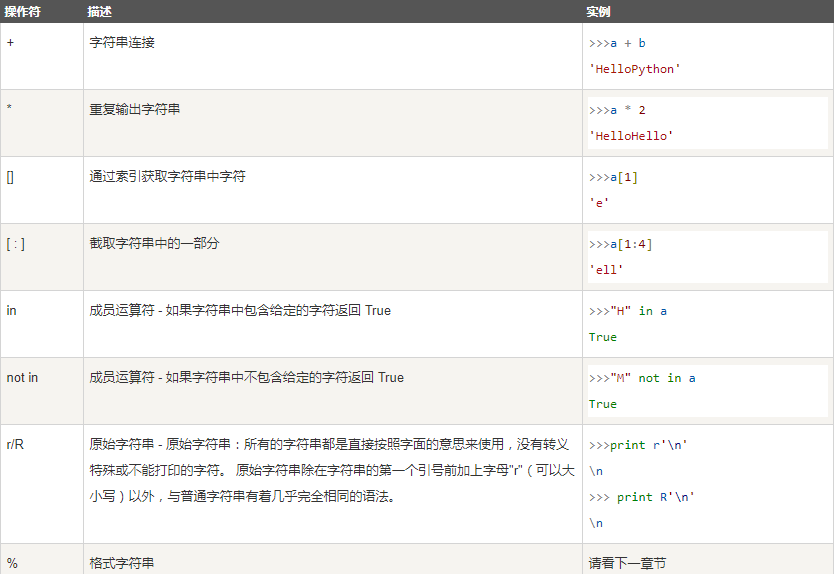 操作符 描述 实例
+ 字符串连接 >>>a + b
'HelloPython'
* 重复输出字符串 >>>a * 2
'HelloHello'
[] 通过索引获取字符串中字符 >>>a[1]
'e'
[ : ] 截取字符串中的一部分 >>>a[1:4]
'ell'
in 成员运算符 - 如果字符串中包含给定的字符返回 True >>>"H" in a
True
not in 成员运算符 - 如果字符串中不包含给定的字符返回 True >>>"M" not in a
True
r/R 原始字符串 - 原始字符串：所有的字符串都是直接按照字面的意思来使用，没有转义 >>>print r'\n'
特殊或不能打印的字符。 原始字符串除在字符串的第一个引号前加上字母"r"（可以大 \n
小写）以外，与普通字符串有着几乎完全相同的语法。 >>> print R'\n'
\n
% 格式字符串 请看下一章节